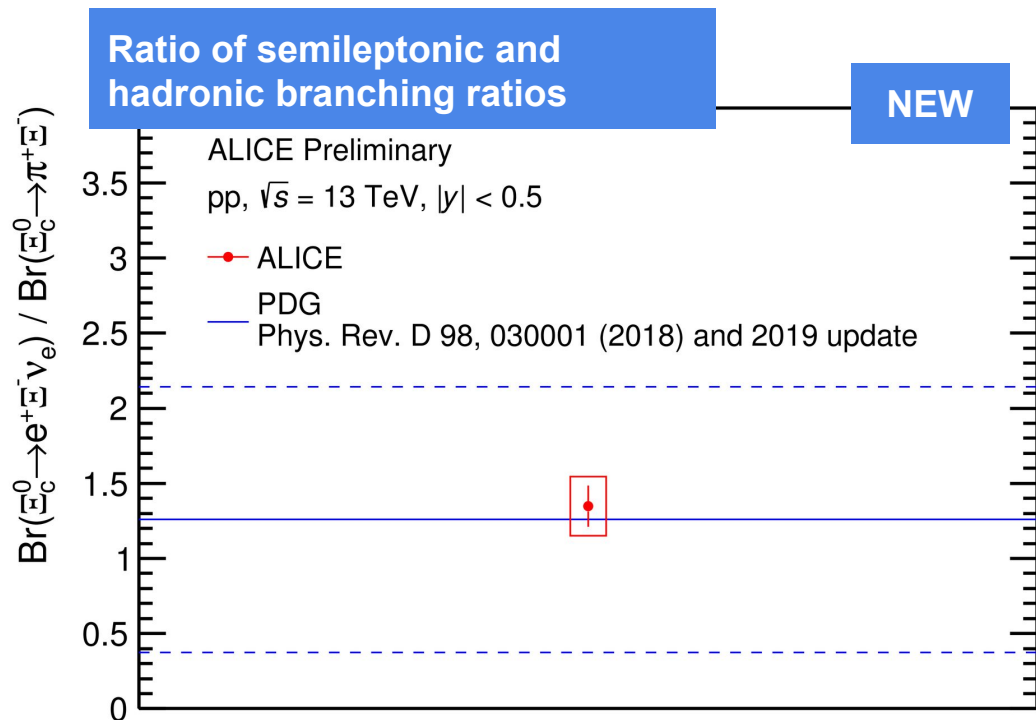 Ratio of semileptonic and
hadronic branching ratios
NEW
Br(Ξ⁰c→e⁺Ξ⁻νe) / Br(Ξ⁰c→π⁺Ξ⁻)
ALICE Preliminary
pp, √s = 13 TeV, |y| < 0.5
ALICE
PDG
Phys. Rev. D 98, 030001 (2018) and 2019 update
3.5
3
2.5
2
1.5
1
0.5
0